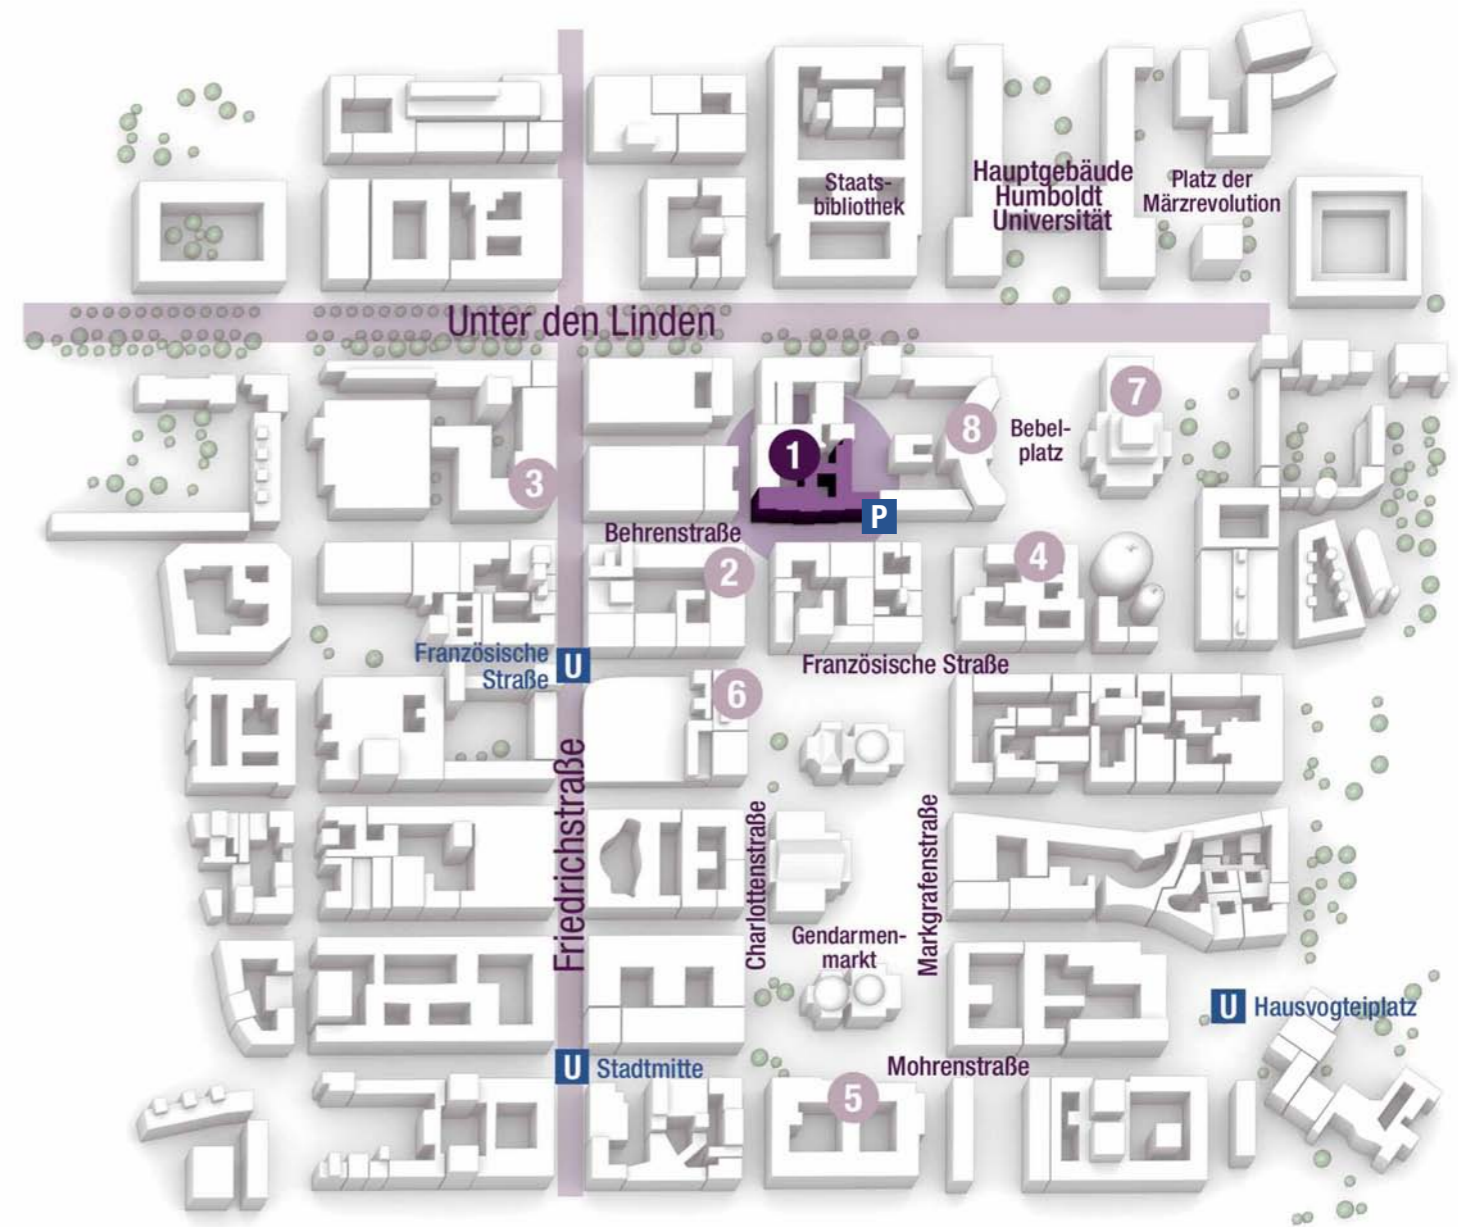 Staats-
bibliothek
Hauptgebäude
Humboldt
Universität
Platz der
Märzrevolution
Unter den Linden
7
8
Bebel-
platz
1
3
P
Behrenstraße
2
4
Französische
Straße
U
Französische Straße
6
Friedrichstraße
Charlottenstraße
Markgrafenstraße
Gendarmen-
markt
U Hausvogteiplatz
U Stadtmitte
Mohrenstraße
5